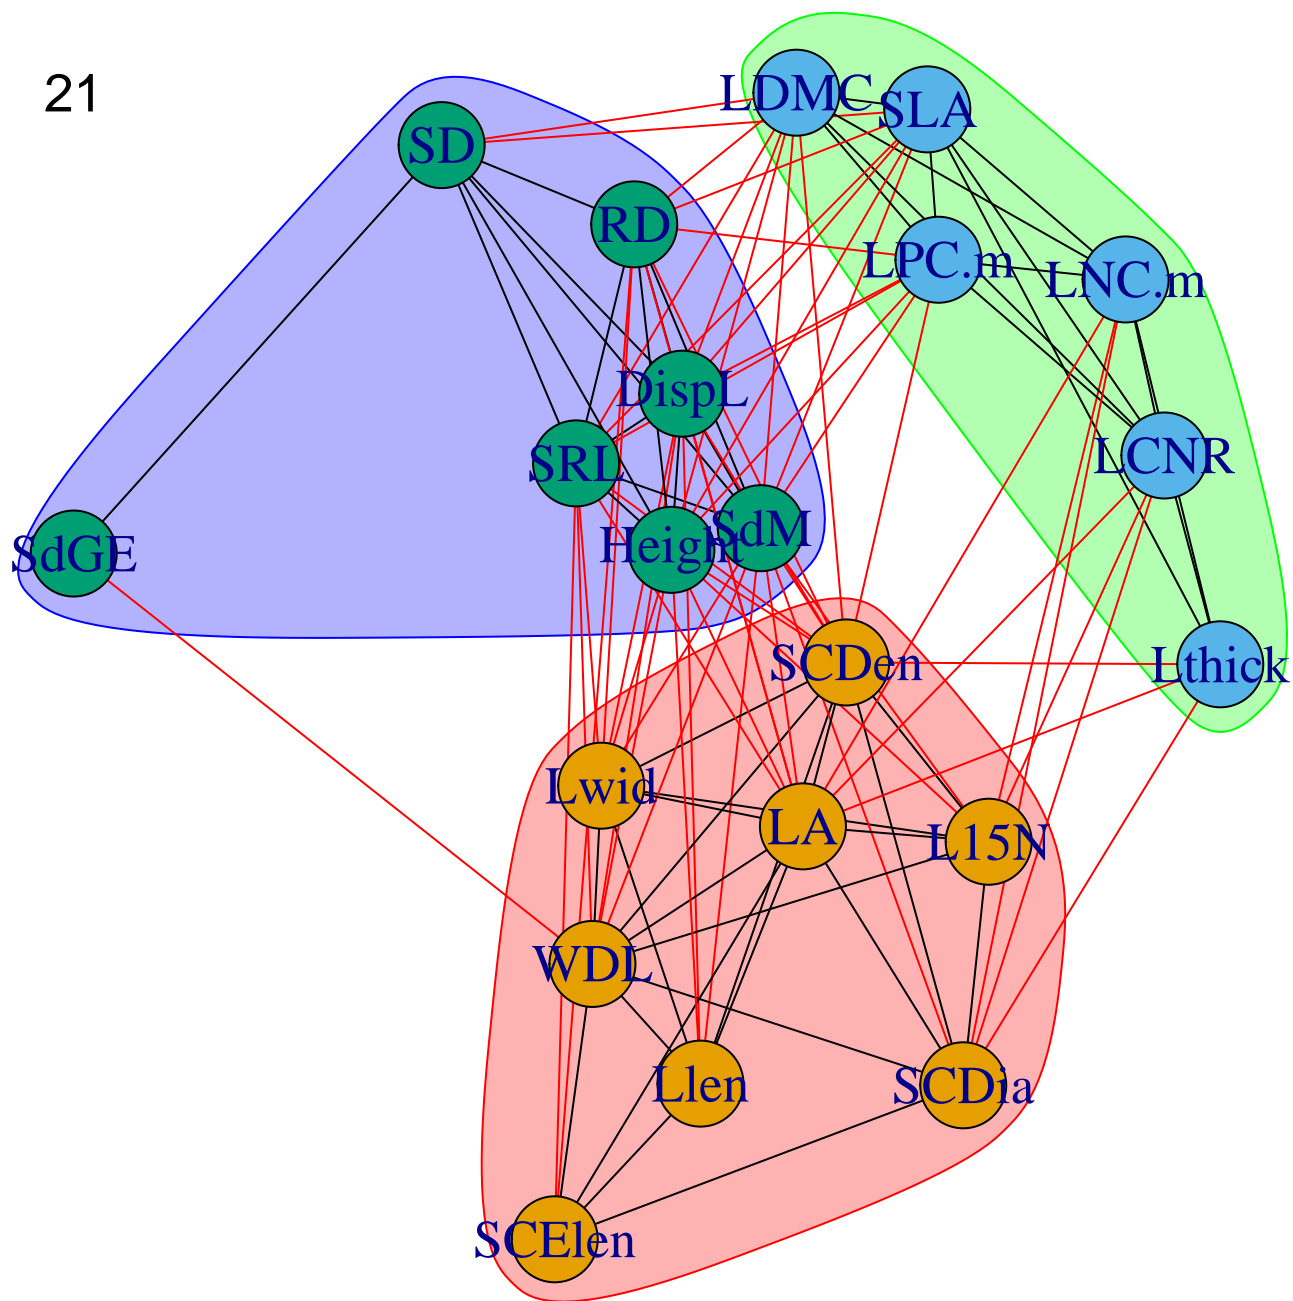 21
LDMC
SLA
SD
RD
LPC.m
LNC.m
DispL
SRL
LCNR
SdM
Height
SdGE
SCDen
Lthick
Lwid
LA
L15N
WDL
Llen
SCDia
SCElen